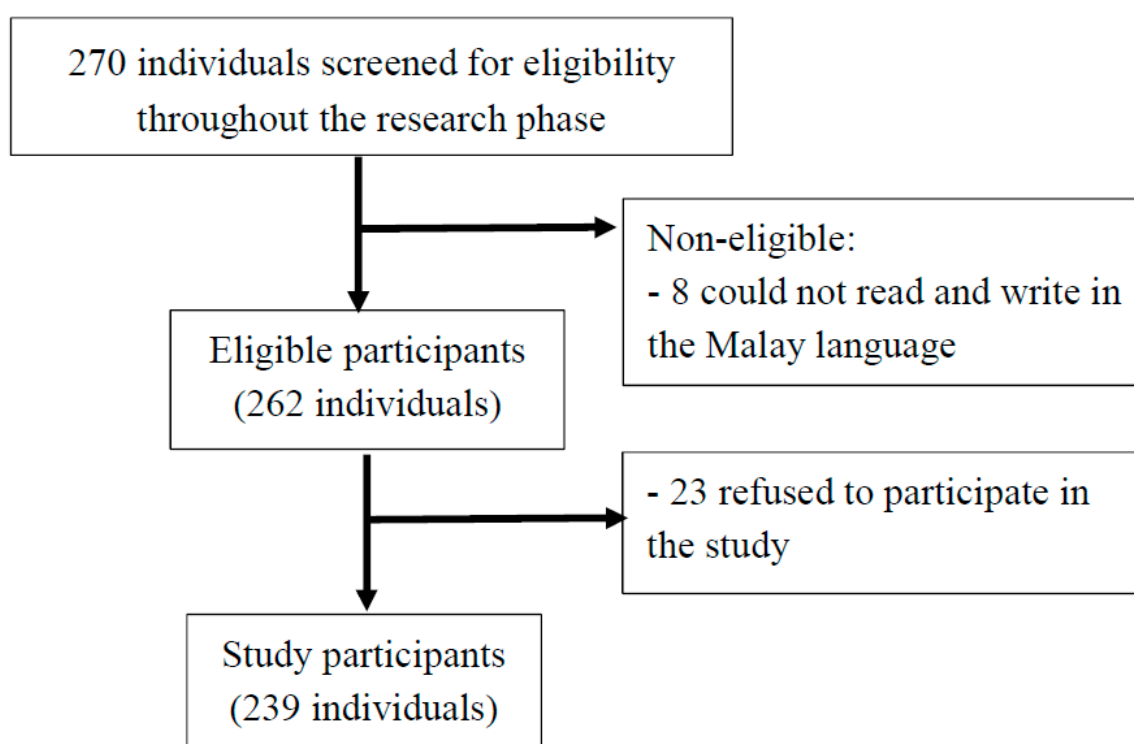 270 individuals screened for eligibility
throughout the research phase
Non-eligible:
- 8 could not read and write in
the Malay language
Eligible participants
(262 individuals)
- 23 refused to participate in
the study
Study participants
(239 individuals)